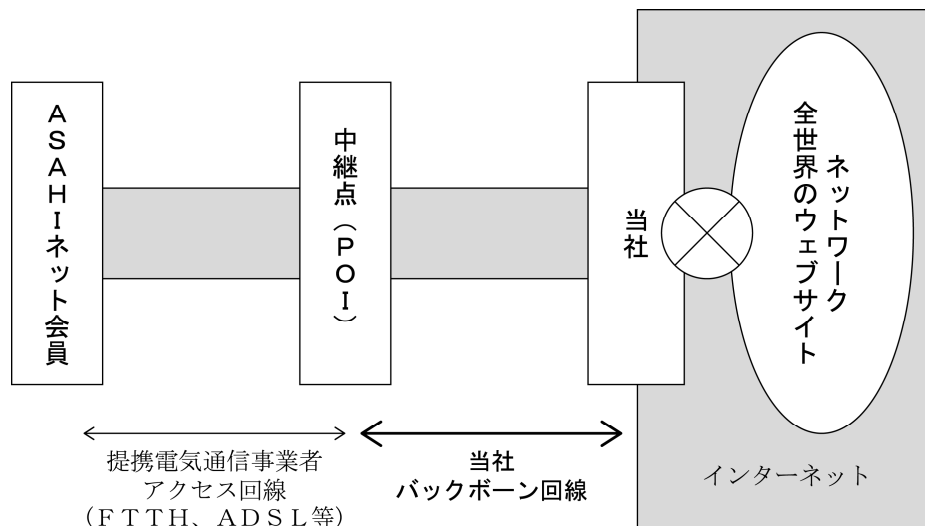 ASAHIネット会員
中継点（POI）
当社
全世界のウェブサイト
ネットワーク
提携電気通信事業者
アクセス回線
（FTTH、ADSL等）
当社
バックボーン回線
インターネット